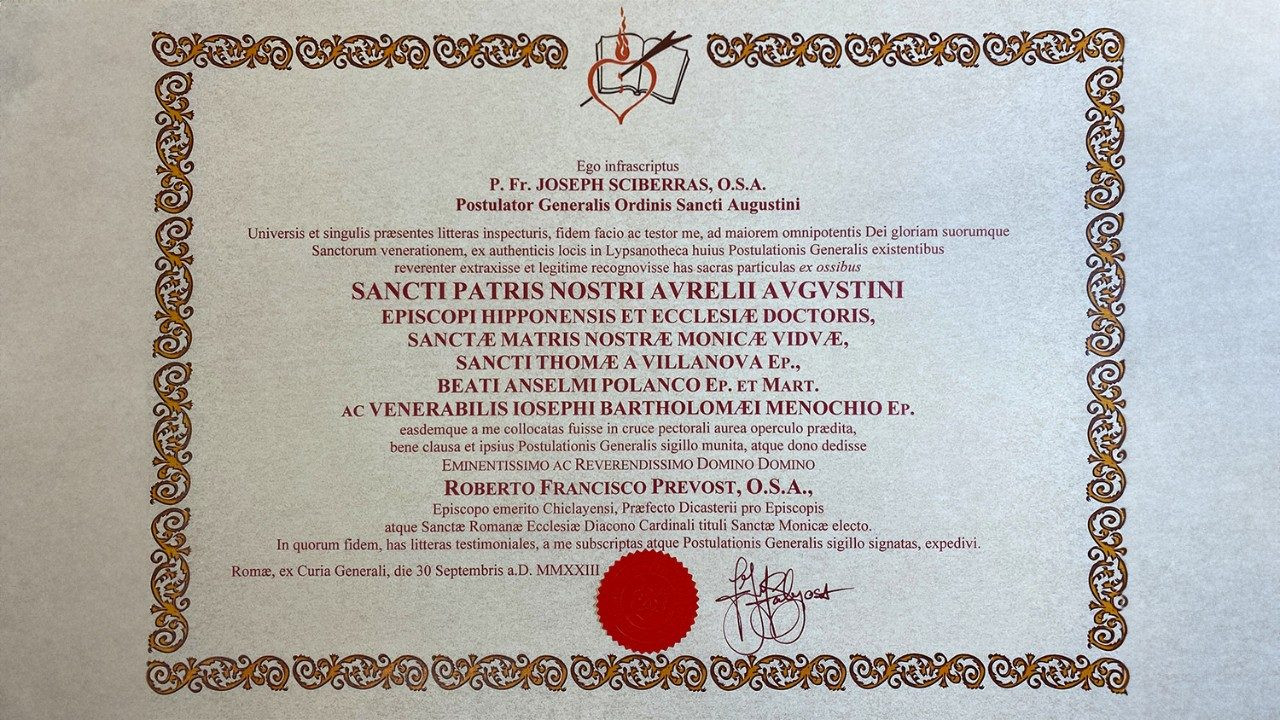 Ego infrascriptus
P. Fr. JOSEPH SCIBERRAS, O.S.A.
Postulator Generalis Ordinis Sancti Augustini
Universis et singulis præsentes litteras inspecturis, fidem facio ac testor me, ad maiorem omnipotentis Dei gloriam suorumque
Sanctorum venerationem, ex authenticis locis in Lypsanotheca huius Postulationis Generalis existentibus
reverenter extraxisse et legitime recognovisse has sacras particulas ex ossibus
SANCTI PATRIS NOSTRI AVRELII AVGVSTINI
EPISCOPI HIPPONENSIS ET ECCLESIÆ DOCTORIS,
SANCTÆ MATRIS NOSTRÆ MONICÆ VIDVÆ,
SANCTI THOMÆ A VILLANOVA EP.,
BEATI ANSELMI POLANCO EP. ET MART.
AC VENERABILIS IOSEPHI BARTHOLOMÆI MENOCHIO EP.
easdemque a me collocatas fuisse in cruce pectorali aurea operculo prædita,
bene clausa et ipsius Postulationis Generalis sigillo munita, atque dono dedisse
EMINENTISSIMO AC REVERENDISSIMO DOMINO DOMINO
ROBERTO FRANCISCO PREVOST, O.S.A.,
Episcopo emerito Chiclayensi, Præfecto Dicasterii pro Episcopis
atque Sanctæ Romanæ Ecclesiæ Diacono Cardinali tituli Sanctæ Monicæ electo.
In quorum fidem, has litteras testimoniales, a me subscriptas atque Postulationis Generalis sigillo signatas, expedivi.
Romæ, ex Curia Generali, die 30 Septembris a.D. MMXXIII